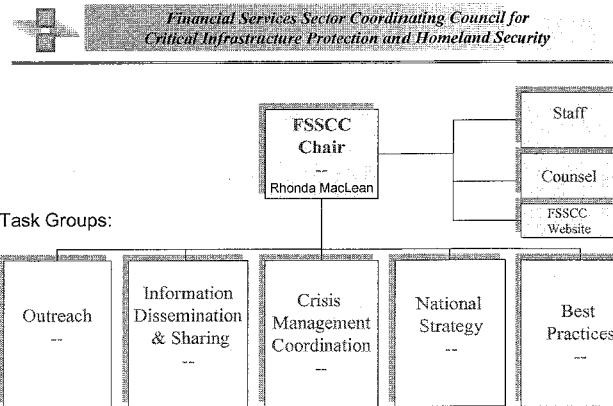 Financial Services Sector Coordinating Council for
Critical Infrastructure Protection and Homeland Security
FSSCC
Chair
--
Rhonda MacLean
Staff
Counsel
FSSCC
Website
Task Groups:
Outreach
--
Information
Dissemination
& Sharing
--
Crisis
Management
Coordination
--
National
Strategy
--
Best
Practices
--